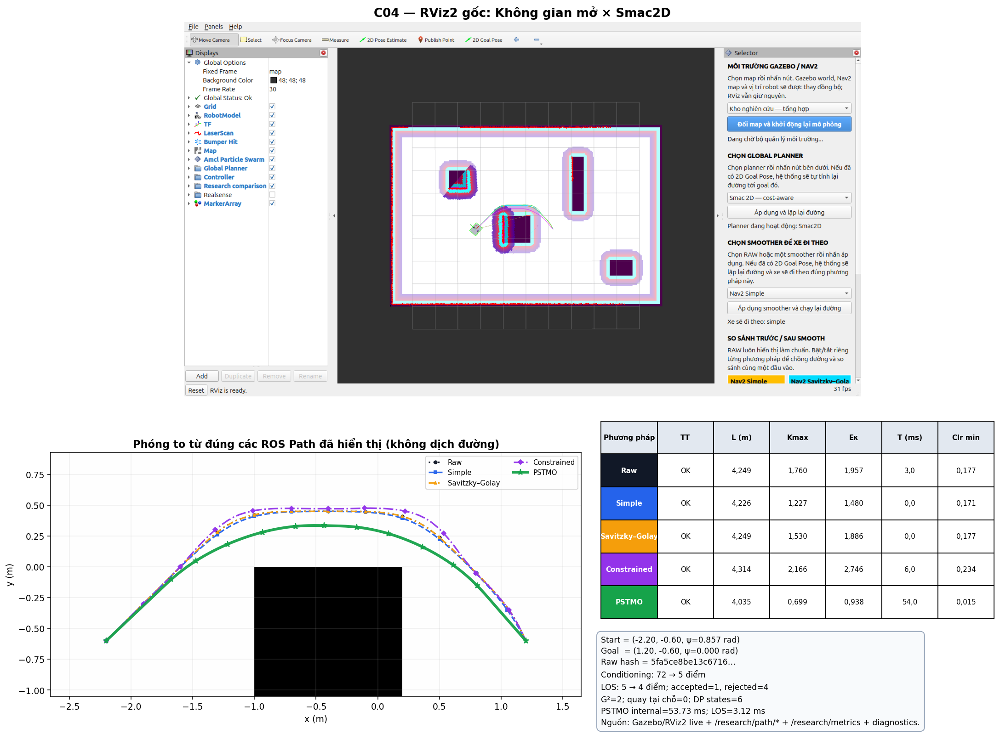 C04 — RViz2 gốc: Không gian mở × Smac2D
File Panels Help
Move Camera Select Focus Camera Measure 2D Pose Estimate Publish Point 2D Goal Pose
Displays
Global Options
Fixed Frame map
Background Color 48; 48; 48
Frame Rate 30
Global Status: Ok
Grid
RobotModel
TF
LaserScan
Bumper Hit
Map
Amcl Particle Swarm
Global Planner
Controller
Research comparison
Realsense
MarkerArray
Add Duplicate Remove Rename
Reset RViz is ready.
Selector
MÔI TRƯỜNG GAZEBO / NAV2
Chọn map rồi nhấn nút. Gazebo world, Nav2
map và vị trí robot sẽ được thay đồng bộ;
RViz vẫn giữ nguyên.
Kho nghiên cứu — tổng hợp
Đổi map và khởi động lại mô phỏng
Đang chờ bộ quản lý môi trường...
CHỌN GLOBAL PLANNER
Chọn planner rồi nhấn nút bên dưới. Nếu đã
có 2D Goal Pose, hệ thống sẽ tự tính lại
đường tới goal đó.
Smac 2D — cost-aware
Áp dụng và lập lại đường
Planner đang hoạt động: Smac2D
CHỌN SMOOTHER ĐỂ XE ĐI THEO
Chọn RAW hoặc một smoother rồi nhấn áp
dụng. Nếu đã có 2D Goal Pose, hệ thống sẽ
lập lại đường và xe sẽ đi theo đúng phương
pháp này.
Nav2 Simple
Áp dụng smoother và chạy lại đường
Xe sẽ đi theo: simple
SO SÁNH TRƯỚC / SAU SMOOTH
RAW luôn hiển thị làm chuẩn. Bật/tắt riêng
từng phương pháp để chồng đường và so
sánh cùng một đầu vào.
Nav2 Simple Nav2 Savitzky–Gola
31 fps
Phóng to từ đúng các ROS Path đã hiển thị (không dịch đường)
Raw
Simple
Savitzky–Golay
Constrained
PSTMO
0.75
0.50
0.25
0.00
−0.25
−0.50
−0.75
−1.00
y (m)
−2.5 −2.0 −1.5 −1.0 −0.5 0.0 0.5 1.0 1.5
x (m)
Phương pháp TT L (m) Kmax Eκ T (ms) Clr min
Raw OK 4,249 1,760 1,957 3,0 0,177
Simple OK 4,226 1,227 1,480 0,0 0,171
Savitzky–Golay OK 4,249 1,530 1,886 0,0 0,177
Constrained OK 4,314 2,166 2,746 6,0 0,234
PSTMO OK 4,035 0,699 0,938 54,0 0,015
Start = (-2.20, -0.60, ψ=0.857 rad)
Goal  = (1.20, -0.60, ψ=0.000 rad)
Raw hash = 5fa5ce8be13c6716…
Conditioning: 72 → 5 điểm
LOS: 5 → 4 điểm; accepted=1, rejected=4
G²=2; quay tại chỗ=0; DP states=6
PSTMO internal=53.73 ms; LOS=3.12 ms
Nguồn: Gazebo/RViz2 live + /research/path/* + /research/metrics + diagnostics.